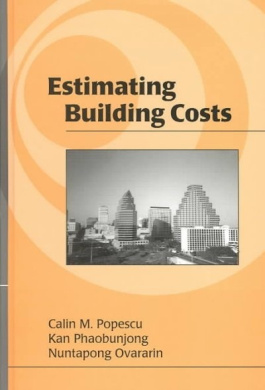 Estimating
Building Costs
Calin M. Popescu
Kan Phaobunjong
Nuntapong Ovararin